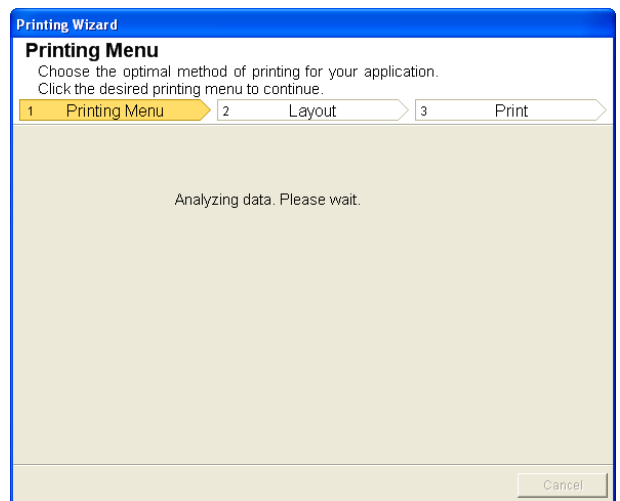 Printing Wizard
Printing Menu
Choose the optimal method of printing for your application.
Click the desired printing menu to continue.
1 Printing Menu 2 Layout 3 Print
Analyzing data. Please wait.
Cancel